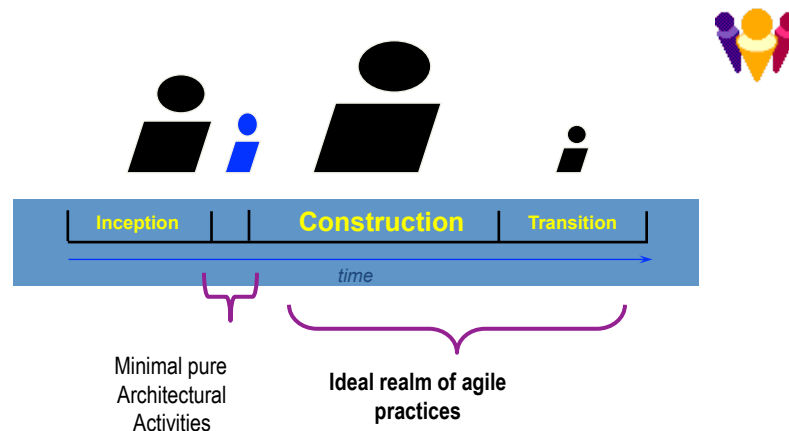 Inception
Construction
Transition
time
Minimal pure
Architectural
Activities
Ideal realm of agile
practices